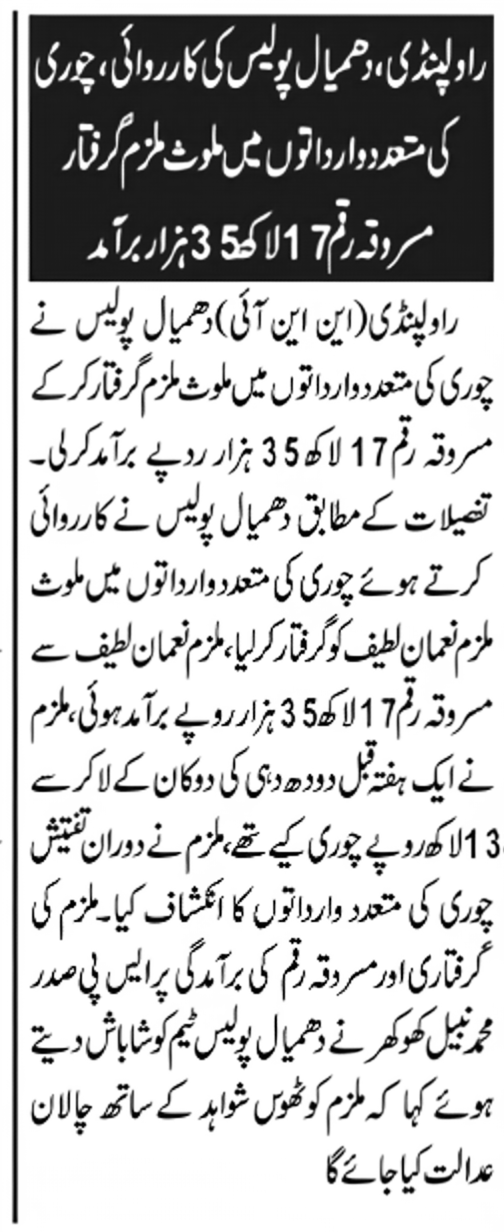 راولپنڈی، دھمیال پولیس کی کارروائی، چوری
کی متعدد وارداتوں میں ملوث ملزم گرفتار
مسروقہ رقم 17 لاکھ 35 ہزار برآمد
راولپنڈی (این این آئی) دھمیال پولیس نے
چوری کی متعدد وارداتوں میں ملوث ملزم گرفتار کر کے
مسروقہ رقم 17 لاکھ 35 ہزار ردپے برآمد کر لی۔
تفصیلات کے مطابق دھمیال پولیس نے کارروائی
کرتے ہوئے چوری کی متعدد وارداتوں میں ملوث
ملزم نعمان لطیف کو گرفتار کر لیا، ملزم نعمان لطیف سے
مسروقہ رقم 17 لاکھ 35 ہزار روپے برآمد ہوئی، ملزم
نے ایک ہفتہ قبل دودھ دہی کی دوکان کے لاکر سے
13 لاکھ روپے چوری کیے تھے، ملزم نے دوران تفتیش
چوری کی متعدد وارداتوں کا انکشاف کیا۔ ملزم کی
گرفتاری اور مسروقہ رقم کی برآمدگی پر ایس پی صدر
محمد نبیل کھوکھر نے دھمیال پولیس ٹیم کو شاباش دیتے
ہوئے کہا کہ ملزم کو ٹھوس شواہد کے ساتھ چالان
عدالت کیا جائے گا